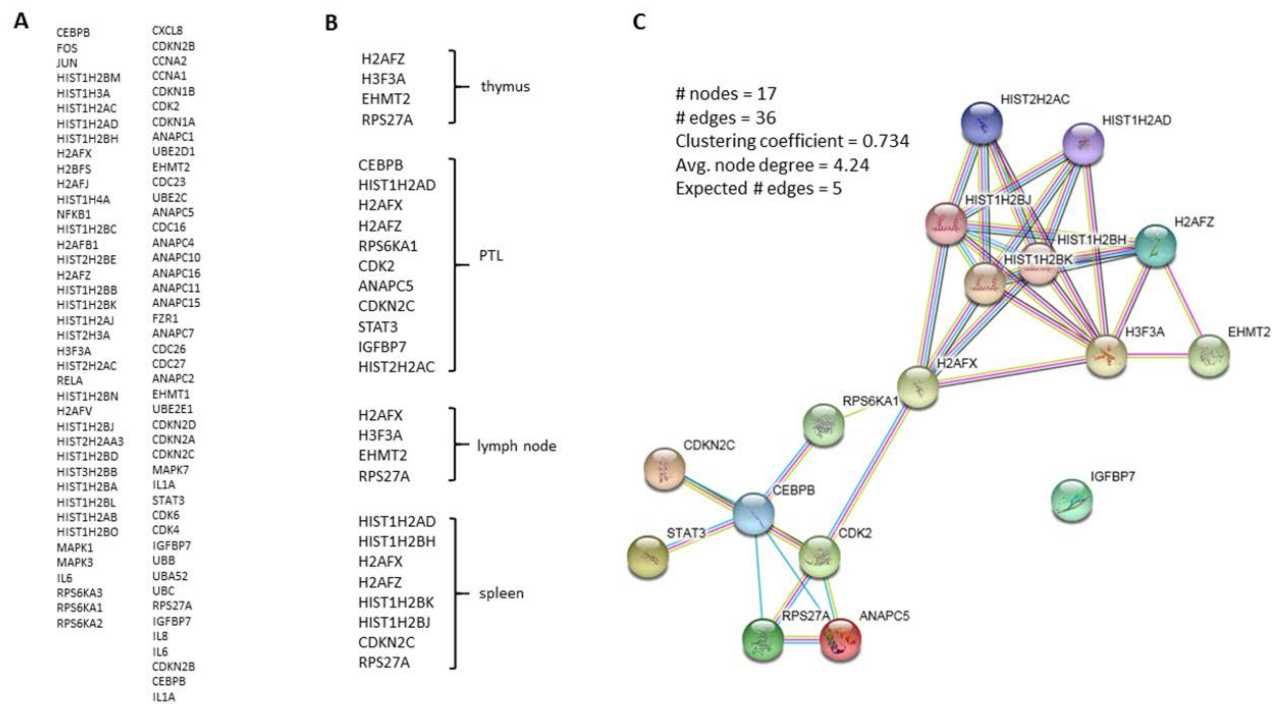 A
CEBPB
FOS
JUN
HIST1H2BM
HIST1H3A
HIST1H2AC
HIST1H2AD
HIST1H2BH
H2AFX
H2BFS
H2AFJ
HIST1H4A
NFKB1
HIST1H2BC
H2AFB1
HIST2H2BE
H2AFZ
HIST1H2BB
HIST1H2BK
HIST1H2AJ
HIST2H3A
H3F3A
HIST2H2AC
RELA
HIST1H2BN
H2AFV
HIST1H2BJ
HIST2H2AA3
HIST1H2BD
HIST3H2BB
HIST1H2BA
HIST1H2BL
HIST1H2AB
HIST1H2BO
MAPK1
MAPK3
IL6
RPS6KA3
RPS6KA1
RPS6KA2
CXCL8
CDKN2B
CCNA2
CCNA1
CDKN1B
CDK2
CDKN1A
ANAPC1
UBE2D1
EHMT2
CDC23
UBE2C
ANAPC5
CDC16
ANAPC4
ANAPC10
ANAPC16
ANAPC11
ANAPC15
FZR1
ANAPC7
CDC26
CDC27
ANAPC2
EHMT1
UBE2E1
CDKN2D
CDKN2A
CDKN2C
MAPK7
IL1A
STAT3
CDK6
CDK4
IGFBP7
UBB
UBA52
UBC
RPS27A
IGFBP7
IL8
IL6
CDKN2B
CEBPB
IL1A
B
H2AFZ
H3F3A
EHMT2
RPS27A
thymus
CEBPB
HIST1H2AD
H2AFX
H2AFZ
RPS6KA1
CDK2
ANAPC5
CDKN2C
STAT3
IGFBP7
HIST2H2AC
PTL
H2AFX
H3F3A
EHMT2
RPS27A
lymph node
HIST1H2AD
HIST1H2BH
H2AFX
H2AFZ
HIST1H2BK
HIST1H2BJ
CDKN2C
RPS27A
spleen
C
# nodes = 17
# edges = 36
Clustering coefficient = 0.734
Avg. node degree = 4.24
Expected # edges = 5
HIST2H2AC
HIST1H2AD
HIST1H2BJ
H2AFZ
HIST1H2BH
HIST1H2BK
H3F3A
EHMT2
H2AFX
RPS6KA1
CDKN2C
IGFBP7
CEBPB
STAT3
CDK2
RPS27A
ANAPC5